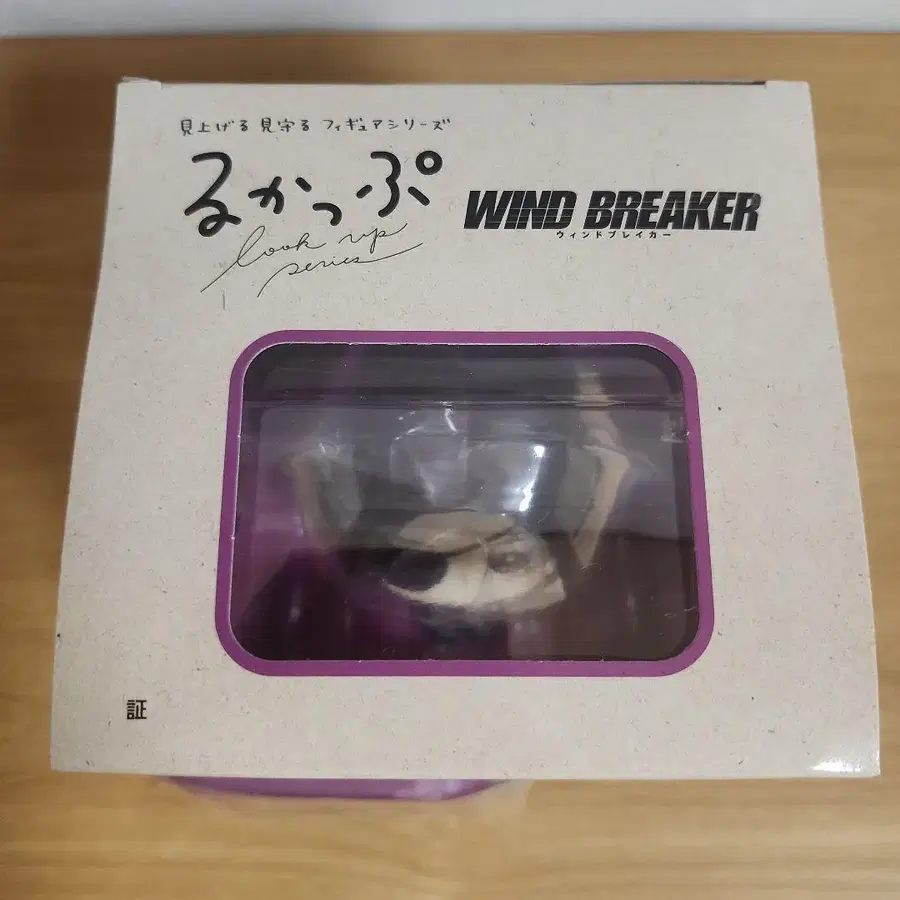 見上げる 見守る フィギュアシリーズ
るかっぷ
look up
series
WIND BREAKER
ウィンドブレイカー
証